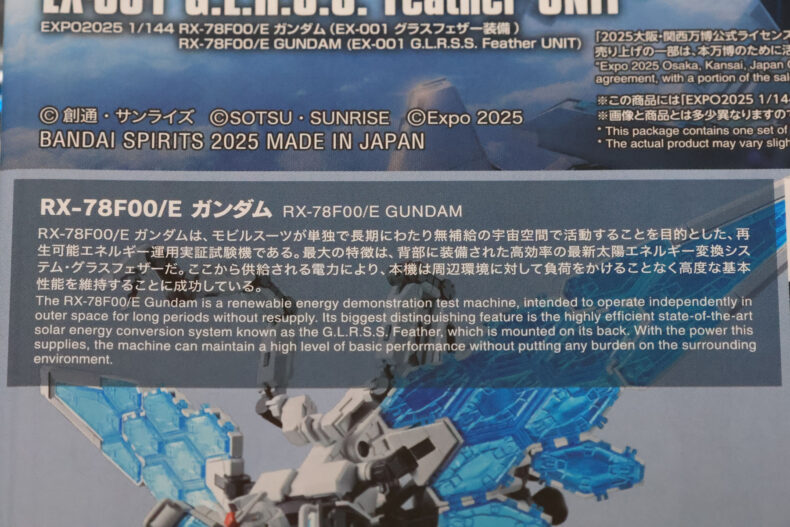 EX-001 G.L.R.S.S. Feather UNIT
EXPO2025 1/144 RX-78F00/E ガンダム (EX-001 グラスフェザー装備)
RX-78F00/E GUNDAM (EX-001 G.L.R.S.S. Feather UNIT)
「2025大阪・関西万博公式ライセンス
売り上げの一部は、本万博のために活
"Expo 2025 Osaka, Kansai, Japan O
agreement, with a portion of the sal
©創通・サンライズ ©SOTSU・SUNRISE ©Expo 2025
BANDAI SPIRITS 2025 MADE IN JAPAN
※この商品には「EXPO2025 1/14
※画像と商品とは多少異なりますので
* This package contains one set of
* The actual product may vary sligh
RX-78F00/E ガンダム RX-78F00/E GUNDAM
RX-78F00/E ガンダムは、モビルスーツが単独で長期にわたり無補給の宇宙空間で活動することを目的とした、再
生可能エネルギー運用実証試験機である。最大の特徴は、背部に装備された高効率の最新太陽エネルギー変換シス
テム・グラスフェザーだ。ここから供給される電力により、本機は周辺環境に対して負荷をかけることなく高度な基本
性能を維持することに成功している。
The RX-78F00/E Gundam is a renewable energy demonstration test machine, intended to operate independently in
outer space for long periods without resupply. Its biggest distinguishing feature is the highly efficient state-of-the-art
solar energy conversion system known as the G.L.R.S.S. Feather, which is mounted on its back. With the power this
supplies, the machine can maintain a high level of basic performance without putting any burden on the surrounding
environment.